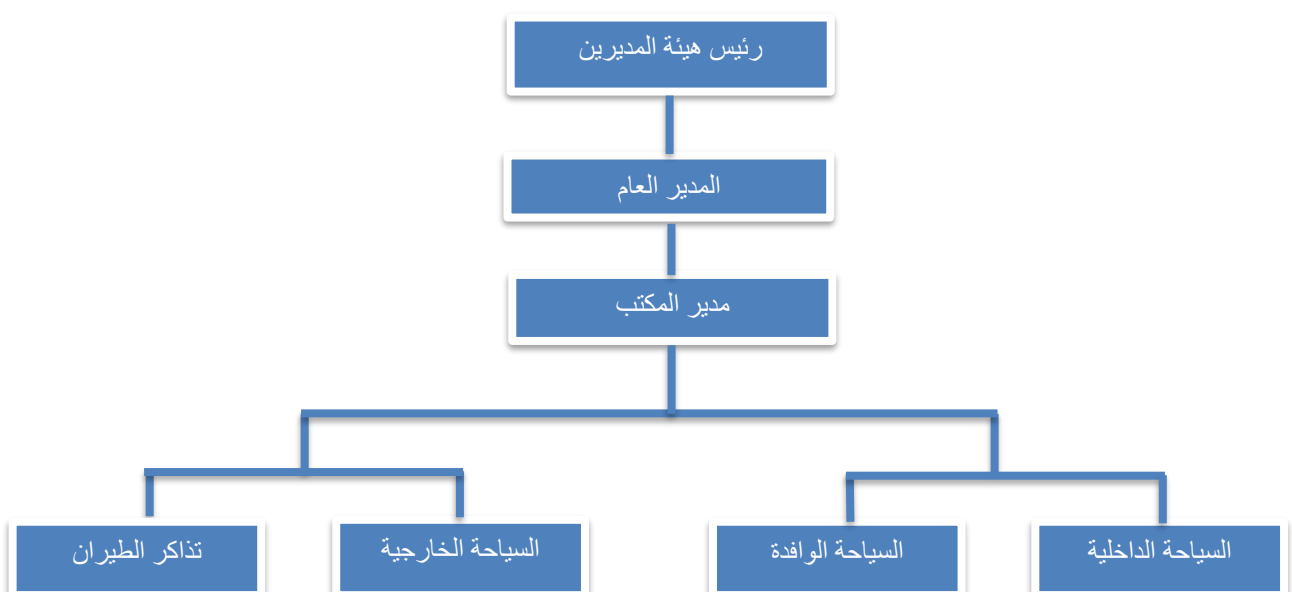 رئيس هيئة المديرين
المدير العام
مدير المكتب
السياحة الداخلية
السياحة الوافدة
السياحة الخارجية
تذاكر الطيران